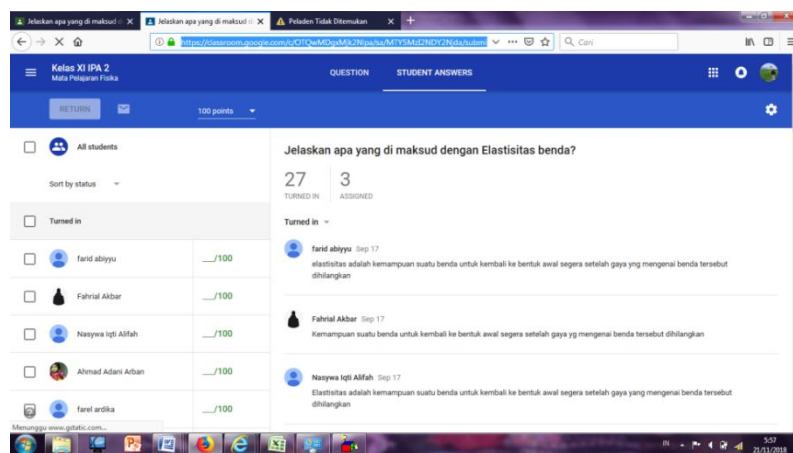 Jelaskan apa yang di maksud d
Jelaskan apa yang di maksud d
Peladen Tidak Ditemukan
https://classroom.google.com/c/
Cari
Kelas XI IPA 2
Mata Pelajaran Fisika
QUESTION
STUDENT ANSWERS
RETURN
100 points
All students
Sort by status
Turned in
farid abiyyu
__/100
Fahrial Akbar
__/100
Nasywa Iqti Alifah
__/100
Ahmad Adani Arban
__/100
farel ardika
__/100
Jelaskan apa yang di maksud dengan Elastisitas benda?
27
3
TURNED IN
ASSIGNED
Turned in
farid abiyyu Sep 17
elastisitas adalah kemampuan suatu benda untuk kembali ke bentuk awal segera setelah gaya yng mengenai benda tersebut
dihilangkan
Fahrial Akbar Sep 17
Kemampuan suatu benda untuk kembali ke bentuk awal segera setelah gaya yg mengenai benda tersebut dihilangkan
Nasywa Iqti Alifah Sep 17
Elastisitas adalah kemampuan suatu benda untuk kembali ke bentuk awal segera setelah gaya yang mengenai benda tersebut
dihilangkan
Menunggu www.gstatic.com...
IN
5:57
21/11/2018